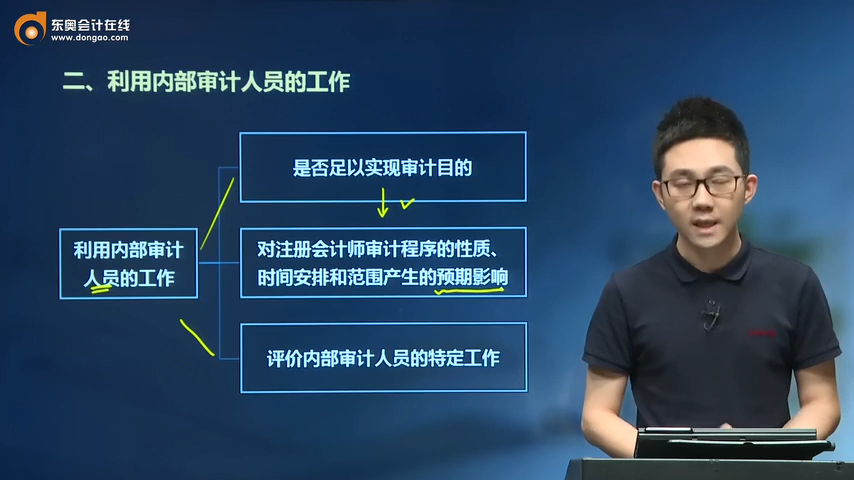 东奥会计在线
www.dongao.com
二、利用内部审计人员的工作
是否足以实现审计目的
利用内部审计
人员的工作
对注册会计师审计程序的性质、
时间安排和范围产生的预期影响
评价内部审计人员的特定工作